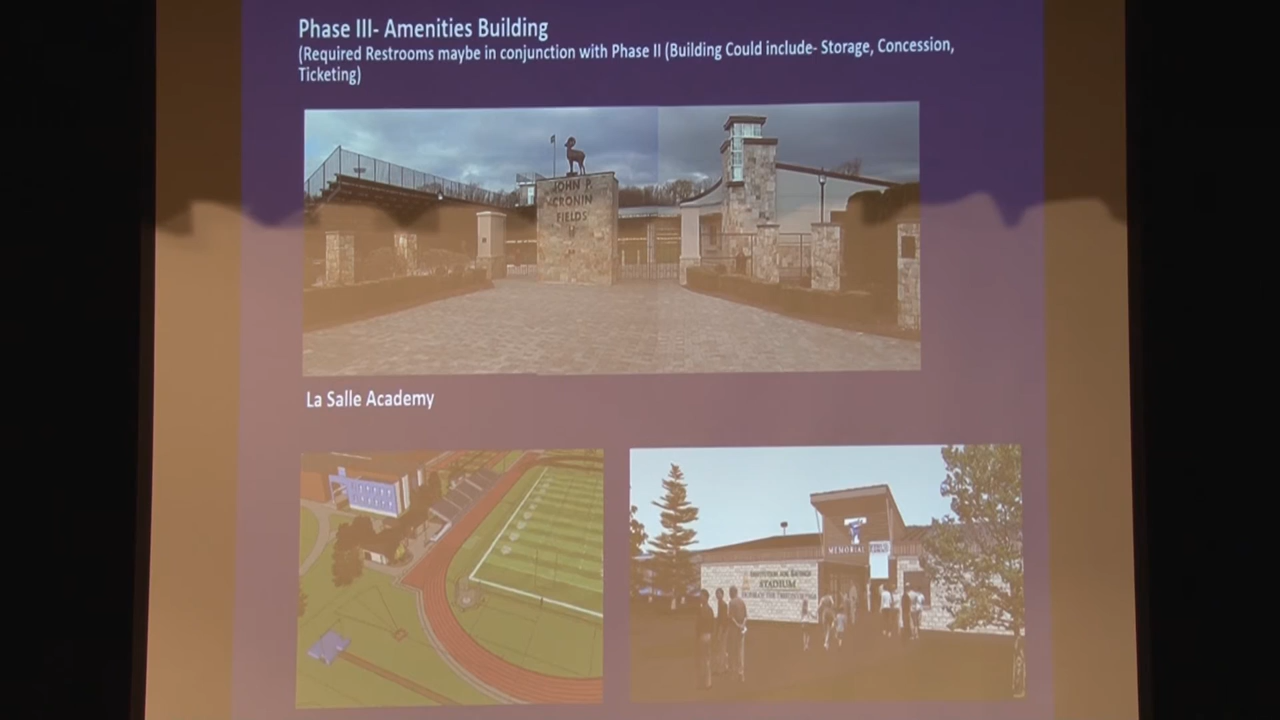 Phase III- Amenities Building
(Required Restrooms maybe in conjunction with Phase II (Building Could include- Storage, Concession,
Ticketing)
JOHN P.
CRONIN
FIELDS
La Salle Academy
MEMORIAL
STADIUM